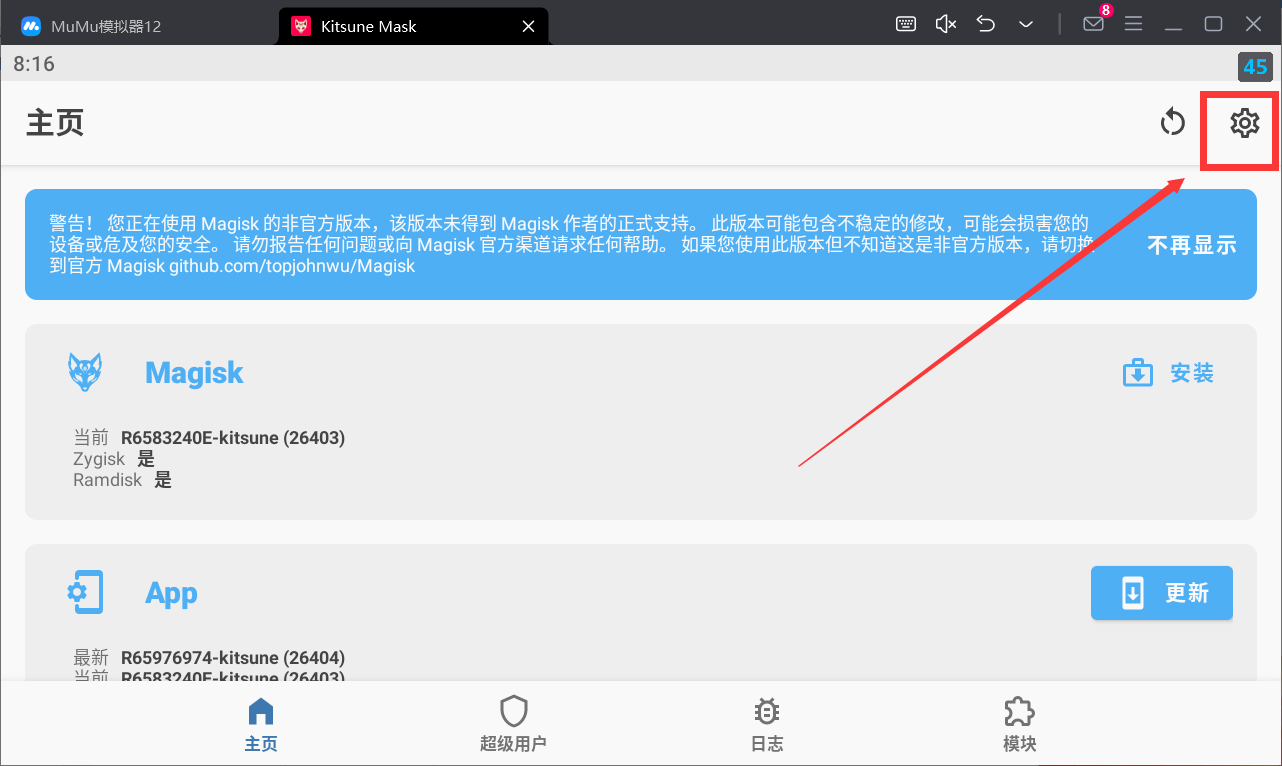 MuMu模拟器12
Kitsune Mask
8
8:16
45
主页
警告！ 您正在使用 Magisk 的非官方版本，该版本未得到 Magisk 作者的正式支持。 此版本可能包含不稳定的修改，可能会损害您的
设备或危及您的安全。 请勿报告任何问题或向 Magisk 官方渠道请求任何帮助。 如果您使用此版本但不知道这是非官方版本，请切换
到官方 Magisk github.com/topjohnwu/Magisk
不再显示
Magisk
安装
当前 R6583240E-kitsune (26403)
Zygisk 是
Ramdisk 是
App
更新
最新 R65976974-kitsune (26404)
当前 R6583240E-kitsune (26403)
主页
超级用户
日志
模块